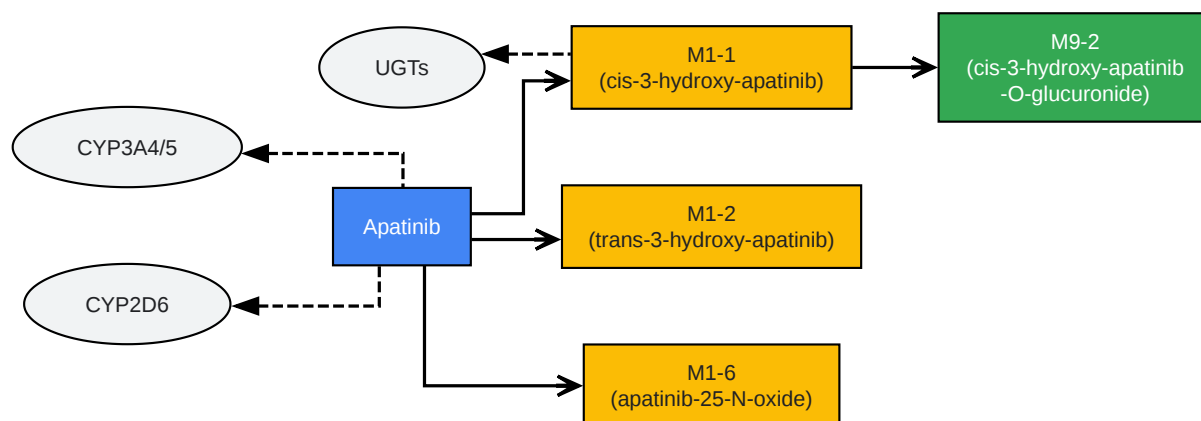 UGTs
M1-1
(cis-3-hydroxy-apatinib)
M9-2
(cis-3-hydroxy-apatinib
-O-glucuronide)
CYP3A4/5
Apatinib
M1-2
(trans-3-hydroxy-apatinib)
CYP2D6
M1-6
(apatinib-25-N-oxide)